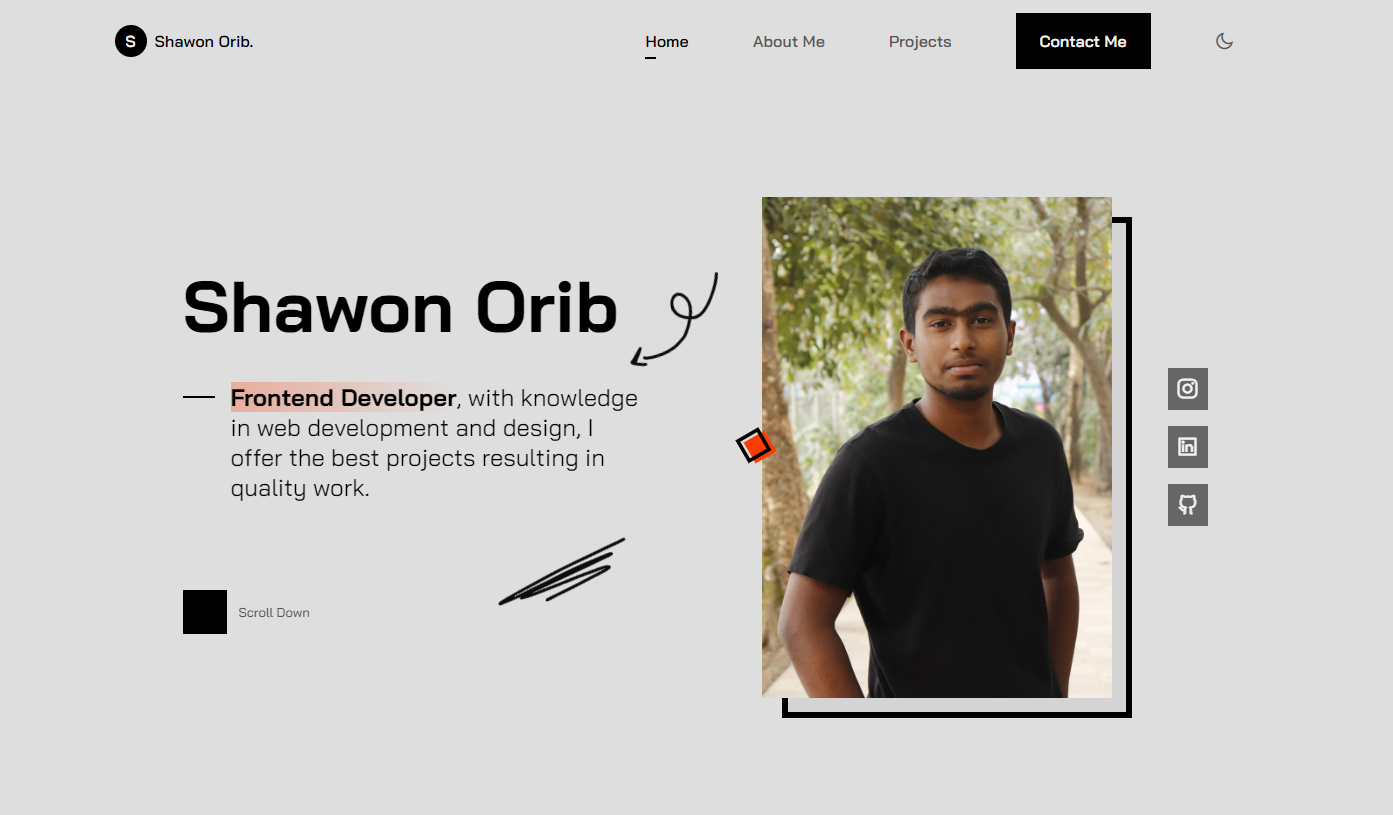 S Shawon Orib.
Home
About Me
Projects
Contact Me
Shawon Orib
Frontend Developer, with knowledge
in web development and design, I
offer the best projects resulting in
quality work.
in
Scroll Down